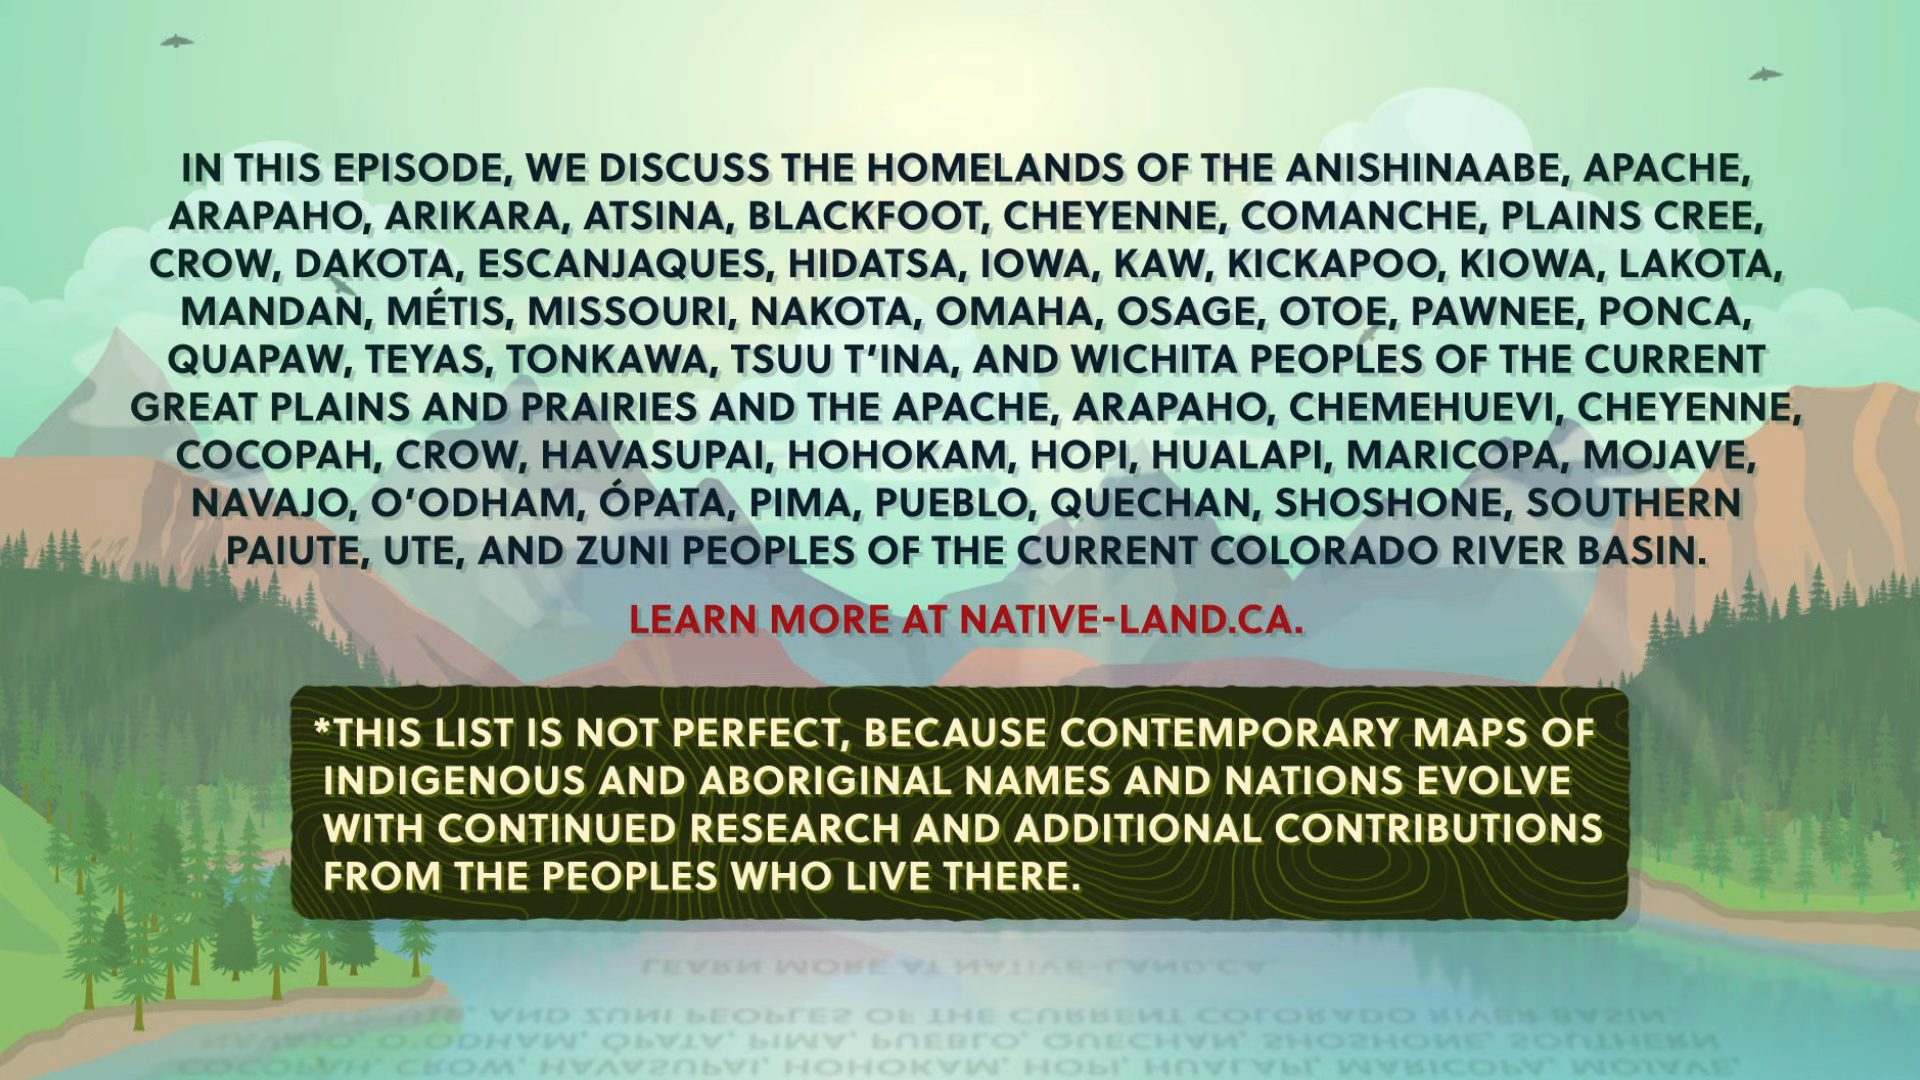 IN THIS EPISODE, WE DISCUSS THE HOMELANDS OF THE ANISHINAABE, APACHE,
ARAPAHO, ARIKARA, ATSINA, BLACKFOOT, CHEYENNE, COMANCHE, PLAINS CREE,
CROW, DAKOTA, ESCANJAQUES, HIDATSA, IOWA, KAW, KICKAPOO, KIOWA, LAKOTA,
MANDAN, MÉTIS, MISSOURI, NAKOTA, OMAHA, OSAGE, OTOE, PAWNEE, PONCA,
QUAPAW, TEYAS, TONKAWA, TSUU T'INA, AND WICHITA PEOPLES OF THE CURRENT
GREAT PLAINS AND PRAIRIES AND THE APACHE, ARAPAHO, CHEMEHUEVI, CHEYENNE,
COCOPAH, CROW, HAVASUPAI, HOHOKAM, HOPI, HUALAPI, MARICOPA, MOJAVE,
NAVAJO, O'ODHAM, ÓPATA, PIMA, PUEBLO, QUECHAN, SHOSHONE, SOUTHERN
PAIUTE, UTE, AND ZUNI PEOPLES OF THE CURRENT COLORADO RIVER BASIN.
LEARN MORE AT NATIVE-LAND.CA.
*THIS LIST IS NOT PERFECT, BECAUSE CONTEMPORARY MAPS OF
INDIGENOUS AND ABORIGINAL NAMES AND NATIONS EVOLVE
WITH CONTINUED RESEARCH AND ADDITIONAL CONTRIBUTIONS
FROM THE PEOPLES WHO LIVE THERE.